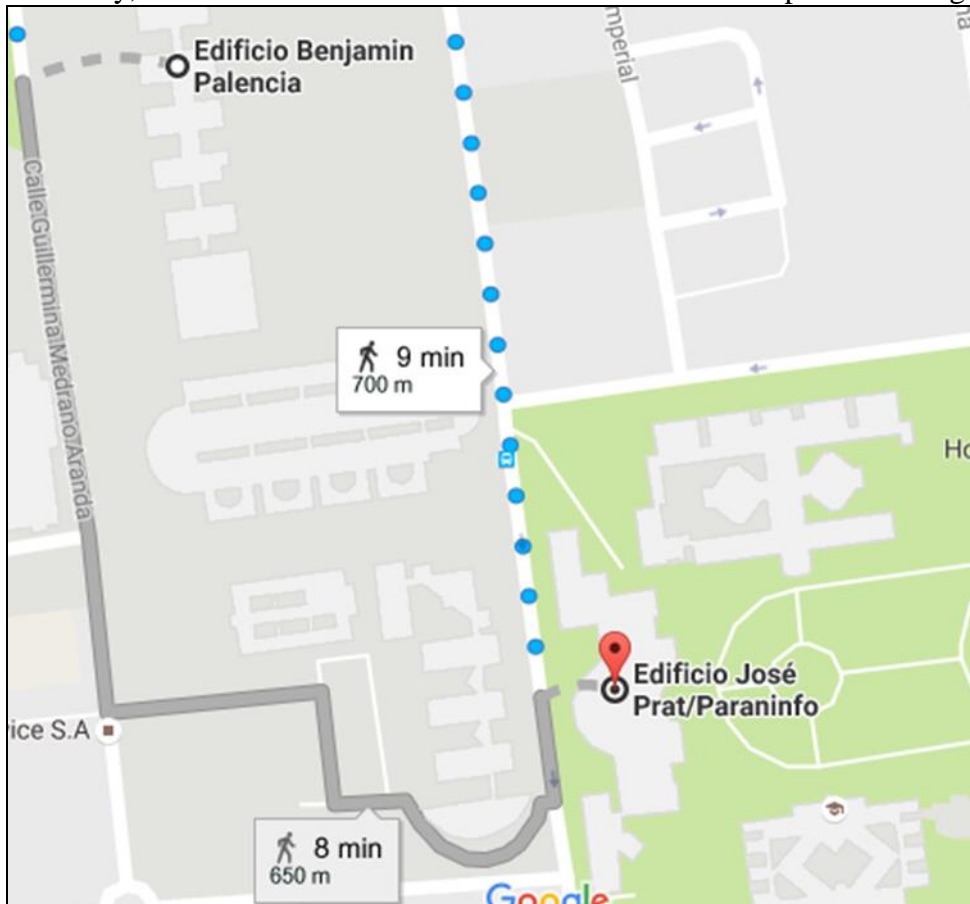 Edificio Benjamin
Palencia
mperial
Calle Guillermina Medrano Aranda
9 min
700 m
Ho
Edificio José
Prat/Paraninfo
ice S.A
8 min
650 m
Google